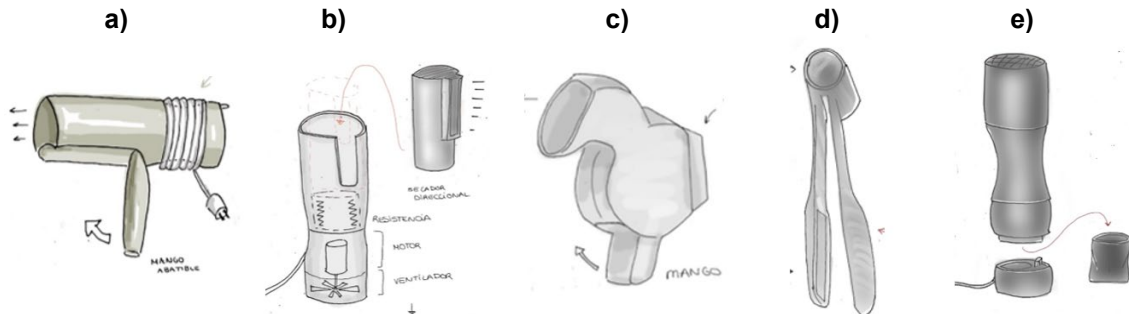 a)
b)
c)
d)
e)
MANGO
ABATIBLE
SECADOR
DIRECCIONAL
RESISTENCIA
MOTOR
VENTILADOR
MANGO